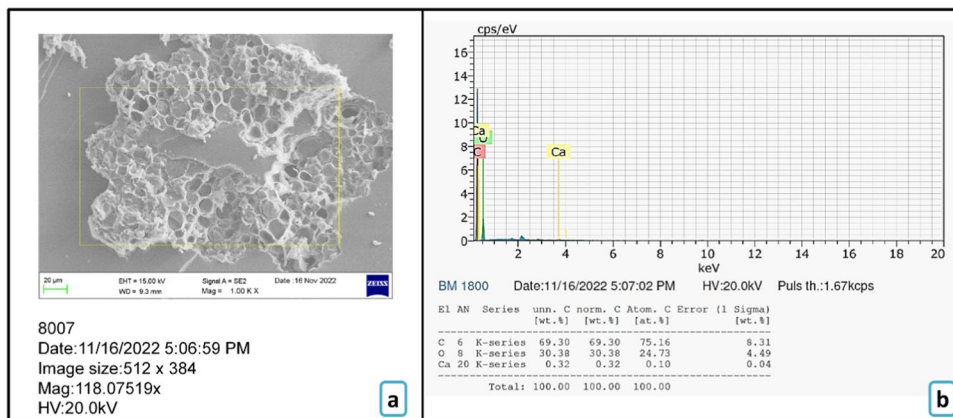 20 µm
EHT = 15.00 kV
WD = 9.3 mm
Signal A = SE2
Mag = 1.00 K X
Date :16 Nov 2022
ZEISS
8007
Date:11/16/2022 5:06:59 PM
Image size:512 x 384
Mag:118.07519x
HV:20.0kV
a
cps/eV
16
14
12
10
8
6
4
2
0
Ca
O
C
Ca
2 4 6 8 10 12 14 16 18 20
keV
BM 1800 Date:11/16/2022 5:07:02 PM HV:20.0kV Puls th.:1.67kcps
El AN Series unn. C norm. C Atom. C Error (1 Sigma)
[wt.%] [wt.%] [at.%] [wt.%]
C 6 K-series 69.30 69.30 75.16 8.31
O 8 K-series 30.38 30.38 24.73 4.49
Ca 20 K-series 0.32 0.32 0.10 0.04
Total: 100.00 100.00 100.00
b